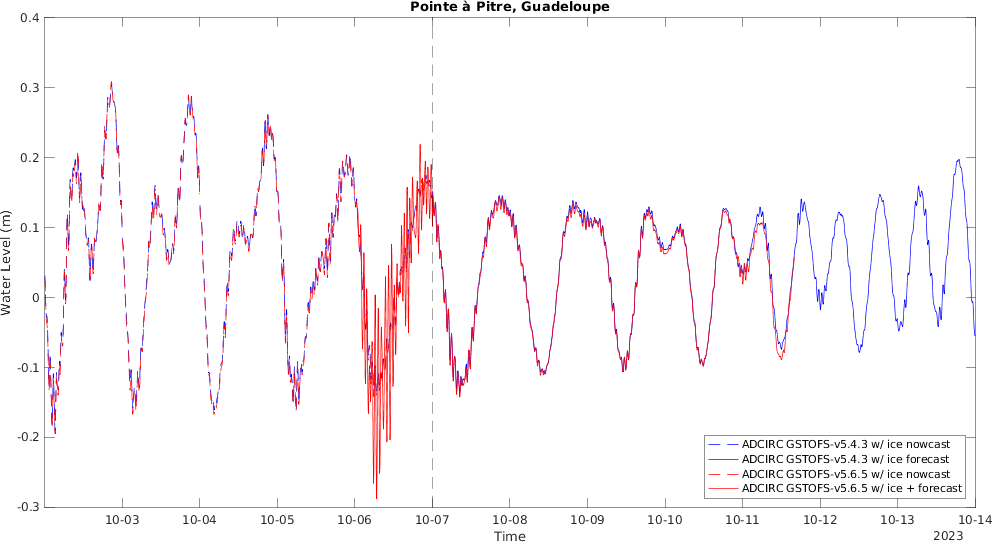 Pointe à Pitre, Guadeloupe
Water Level (m)
0.4
0.3
0.2
0.1
0
-0.1
-0.2
-0.3
ADCIRC GSTOFS-v5.4.3 w/ ice nowcast
ADCIRC GSTOFS-v5.4.3 w/ ice forecast
ADCIRC GSTOFS-v5.6.5 w/ ice nowcast
ADCIRC GSTOFS-v5.6.5 w/ ice + forecast
10-03 10-04 10-05 10-06 10-07 10-08 10-09 10-10 10-11 10-12 10-13 10-14
Time
2023